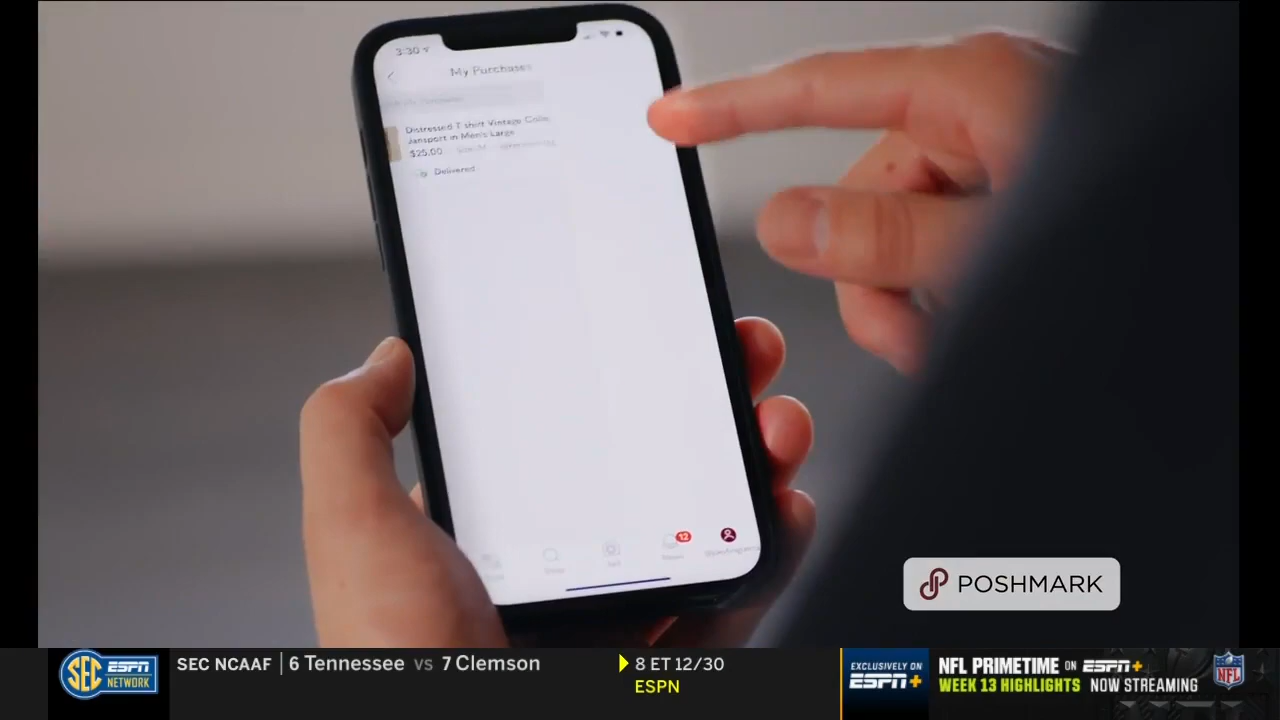 3:30
My Purchases
Distressed T shirt Vintage
Jansport in Men's Large
$25.00
Delivered
12
POSHMARK
SEC ESPN NETWORK
SEC NCAAF 6 Tennessee vs 7 Clemson
8 ET 12/30
ESPN
EXCLUSIVELY ON
ESPN+
NFL PRIMETIME ON ESPN+
WEEK 13 HIGHLIGHTS NOW STREAMING
NFL